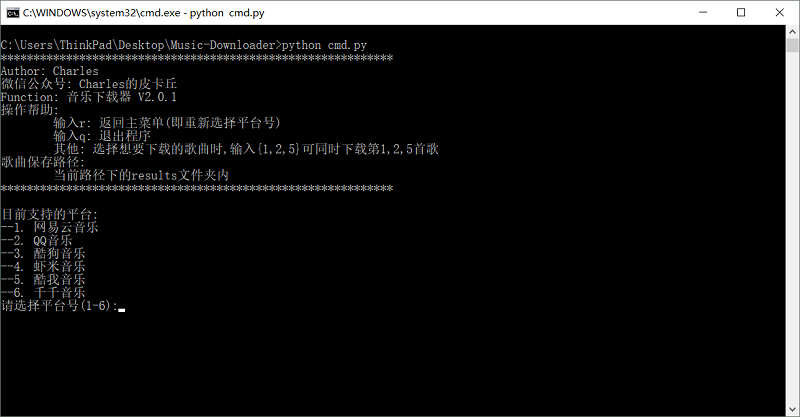 C:\WINDOWS\system32\cmd.exe - python cmd.py
C:\Users\ThinkPad\Desktop\Music-Downloader>python cmd.py
************************************************************
Author: Charles
微信公众号: Charles的皮卡丘
Function: 音乐下载器 V2.0.1
操作帮助:
输入r: 返回主菜单(即重新选择平台号)
输入q: 退出程序
其他: 选择想要下载的歌曲时,输入{1,2,5}可同时下载第1,2,5首歌
歌曲保存路径:
当前路径下的results文件夹内
************************************************************
目前支持的平台:
--1. 网易云音乐
--2. QQ音乐
--3. 酷狗音乐
--4. 虾米音乐
--5. 酷我音乐
--6. 千千音乐
请选择平台号(1-6):